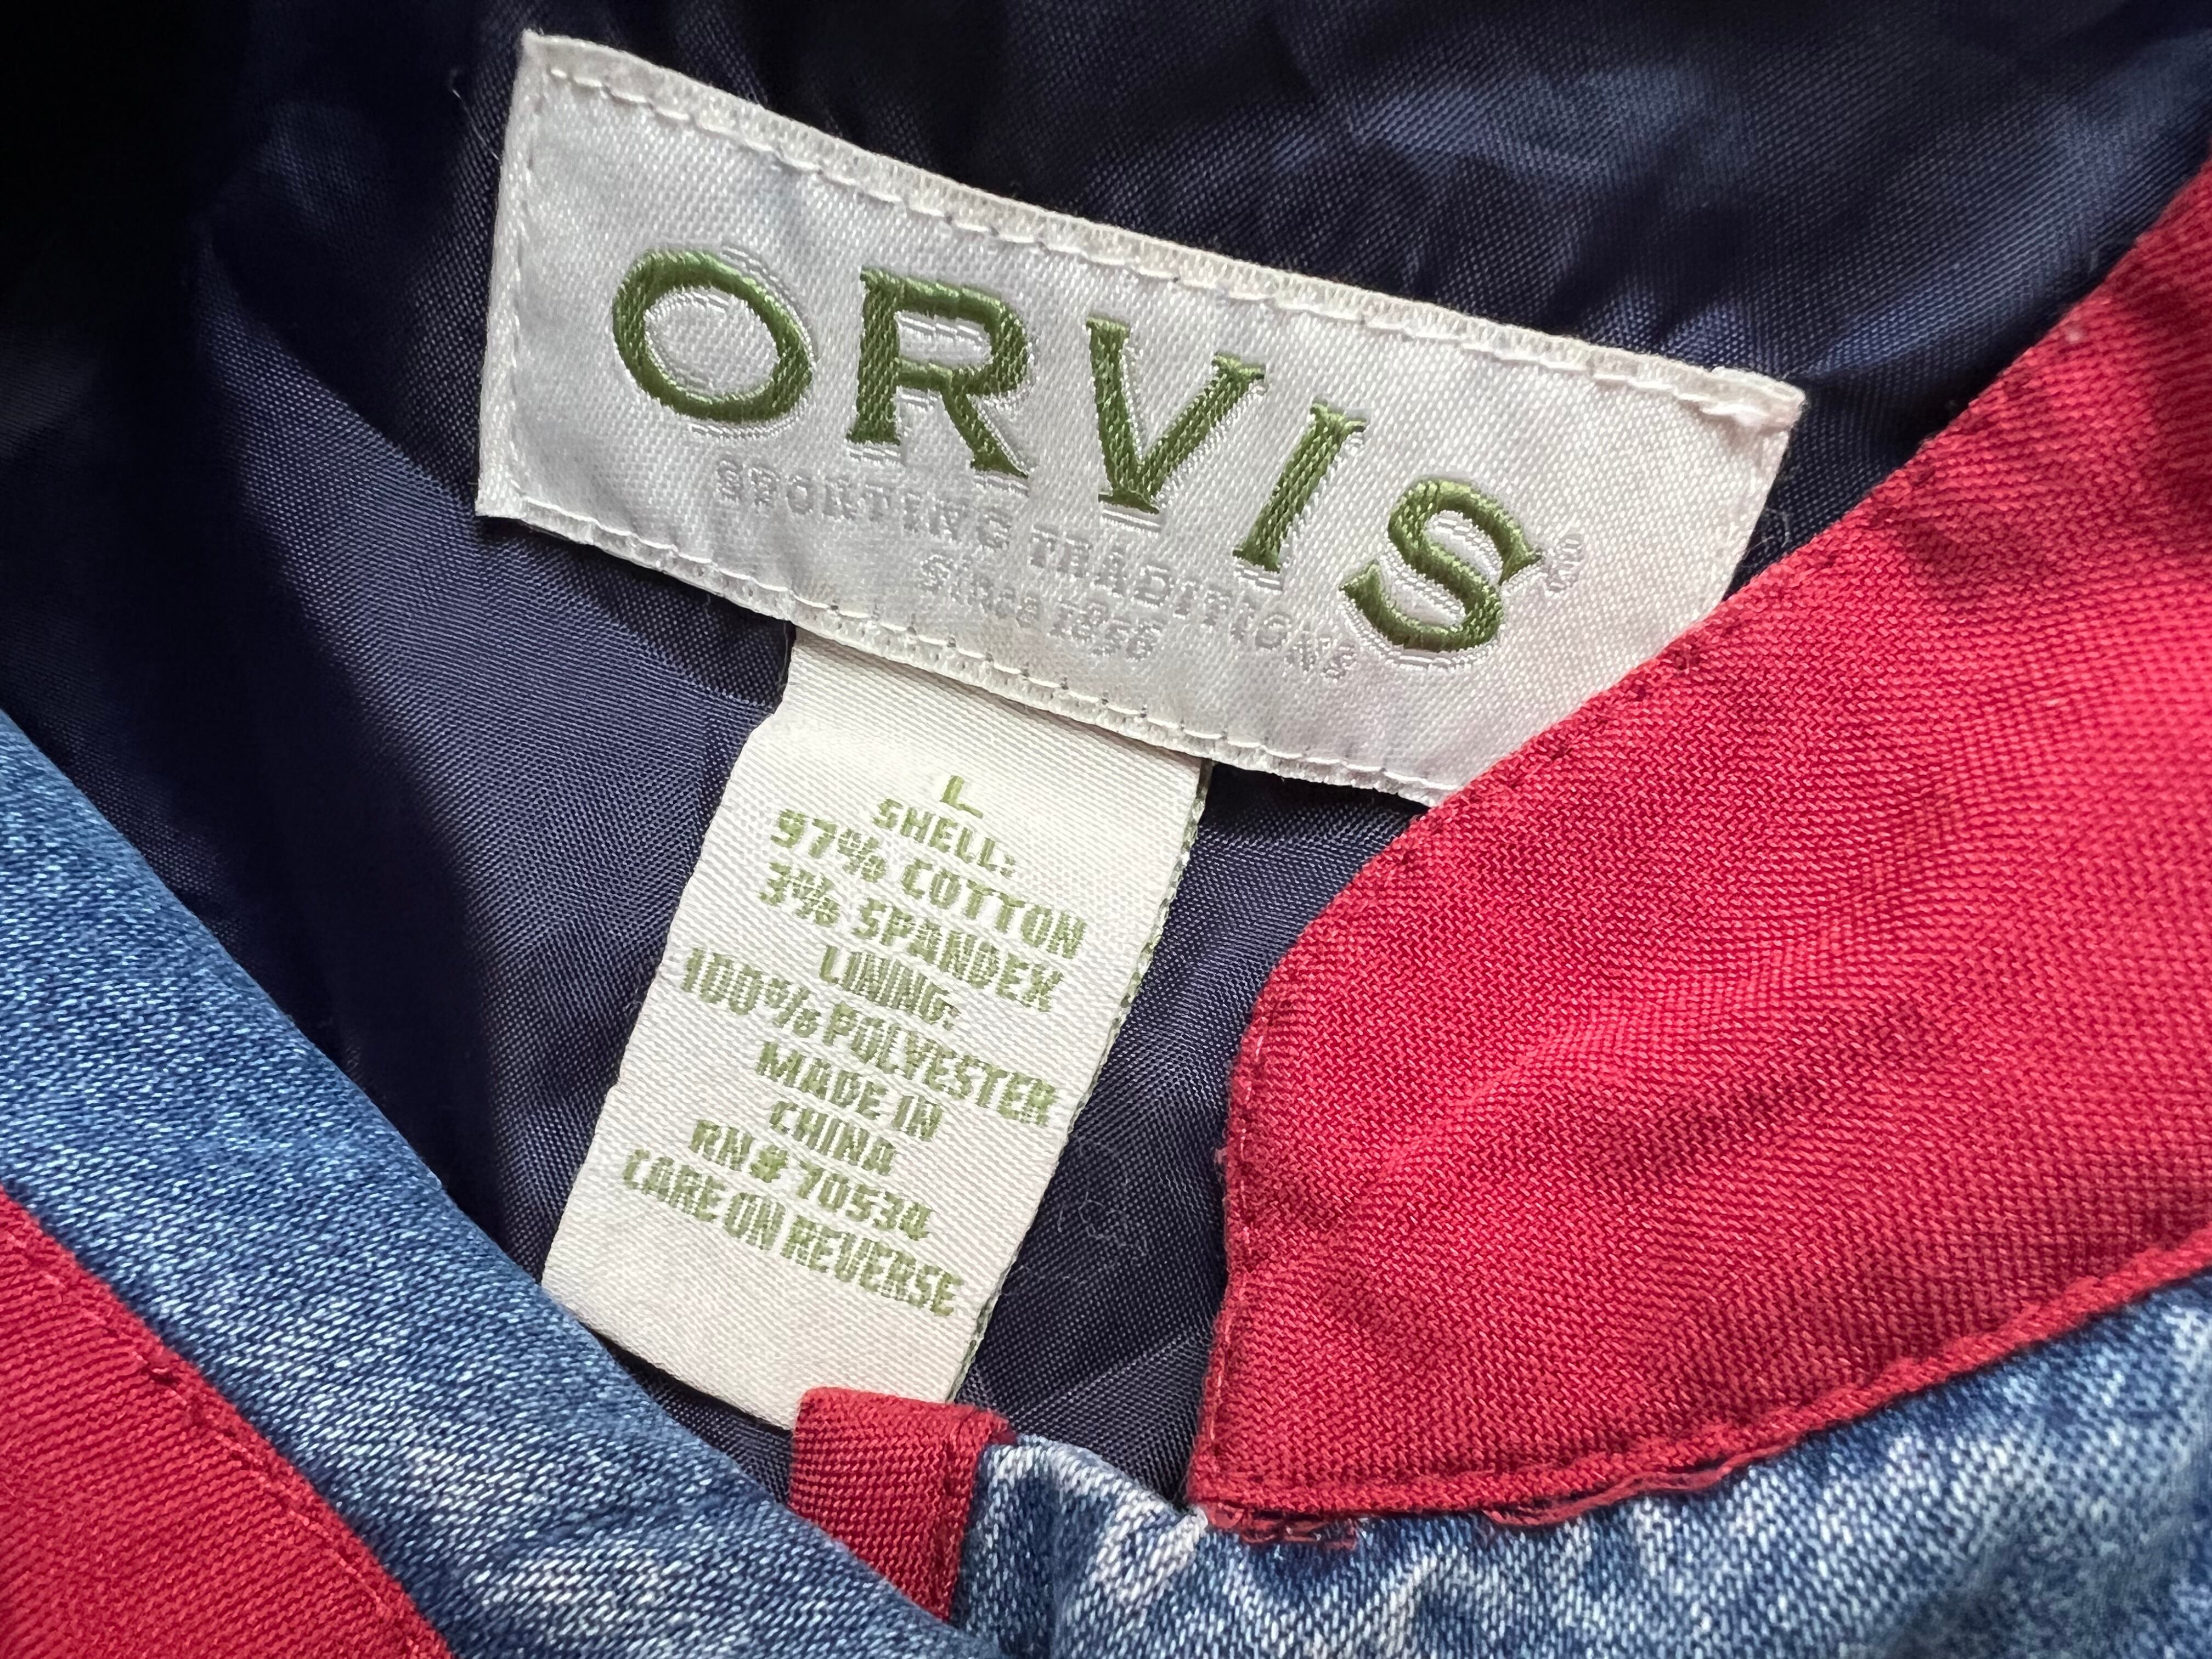 ORVIS®
SPORTING TRADITIONS
Since 1856
L
SHELL:
97% COTTON
3% SPANDEX
LINING:
100% POLYESTER
MADE IN
CHINA
RN# 70534
CARE ON REVERSE